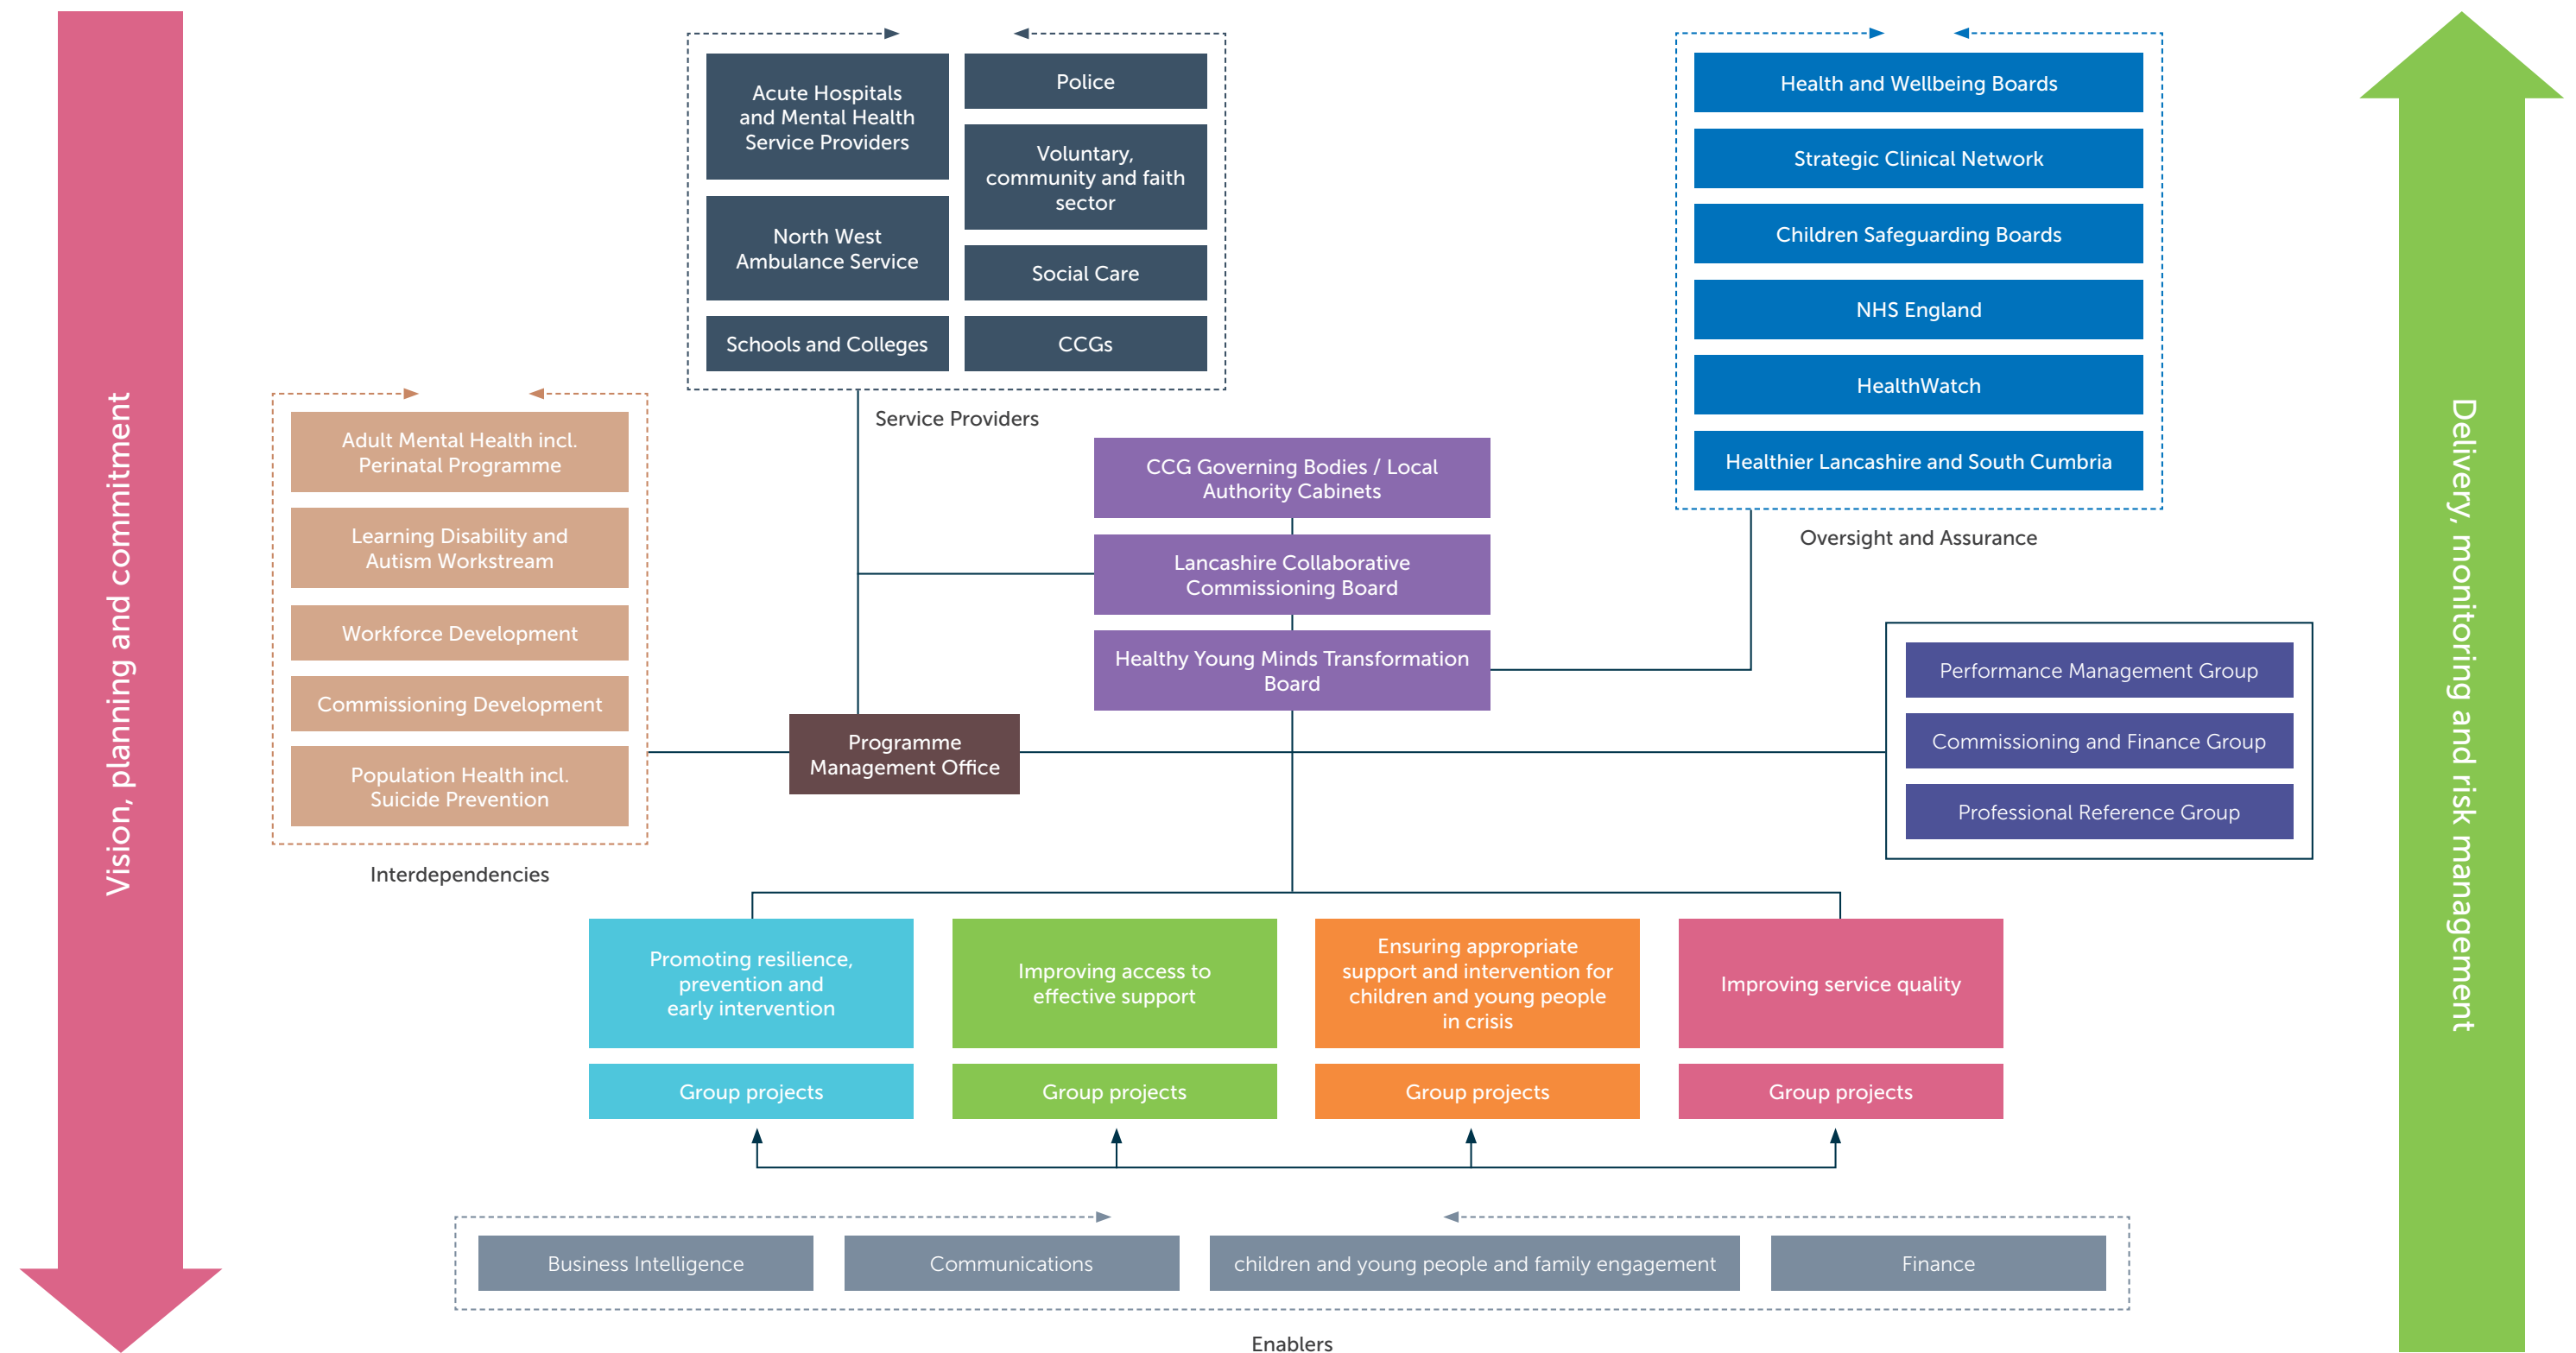 Vision, planning and commitment
Acute Hospitals
and Mental Health
Service Providers
North West
Ambulance Service
Schools and Colleges
Police
Voluntary,
community and faith
sector
Social Care
CCGs
Service Providers
Health and Wellbeing Boards
Strategic Clinical Network
Children Safeguarding Boards
NHS England
HealthWatch
Healthier Lancashire and South Cumbria
Oversight and Assurance
Adult Mental Health incl.
Perinatal Programme
Learning Disability and
Autism Workstream
Workforce Development
Commissioning Development
Population Health incl.
Suicide Prevention
Interdependencies
CCG Governing Bodies / Local
Authority Cabinets
Lancashire Collaborative
Commissioning Board
Healthy Young Minds Transformation
Board
Programme
Management Office
Performance Management Group
Commissioning and Finance Group
Professional Reference Group
Delivery, monitoring and risk management
Promoting resilience,
prevention and
early intervention
Group projects
Improving access to
effective support
Group projects
Ensuring appropriate
support and intervention for
children and young people
in crisis
Group projects
Improving service quality
Group projects
Business Intelligence
Communications
children and young people and family engagement
Finance
Enablers